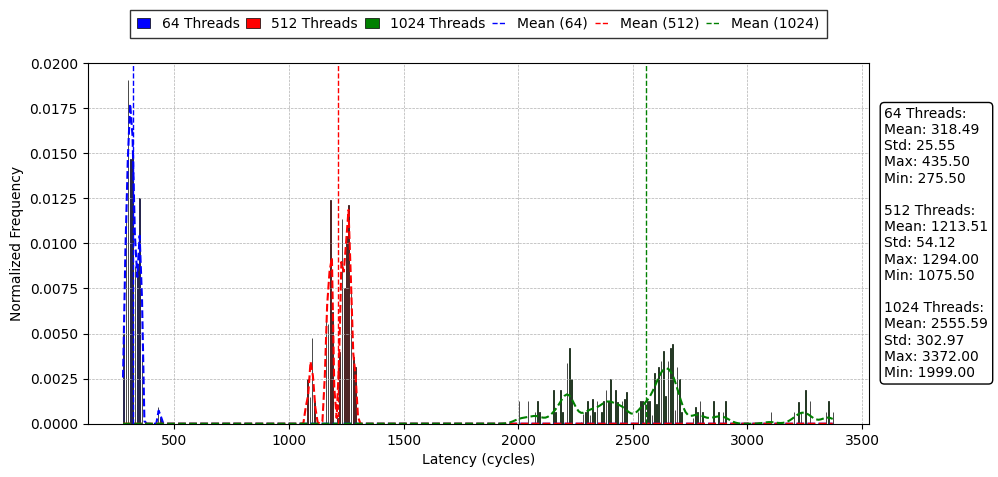 64 Threads 512 Threads 1024 Threads Mean (64) Mean (512) Mean (1024)
0.0200
0.0175
0.0150
0.0125
0.0100
0.0075
0.0050
0.0025
0.0000
Normalized Frequency
500 1000 1500 2000 2500 3000 3500
Latency (cycles)
64 Threads:
Mean: 318.49
Std: 25.55
Max: 435.50
Min: 275.50
512 Threads:
Mean: 1213.51
Std: 54.12
Max: 1294.00
Min: 1075.50
1024 Threads:
Mean: 2555.59
Std: 302.97
Max: 3372.00
Min: 1999.00